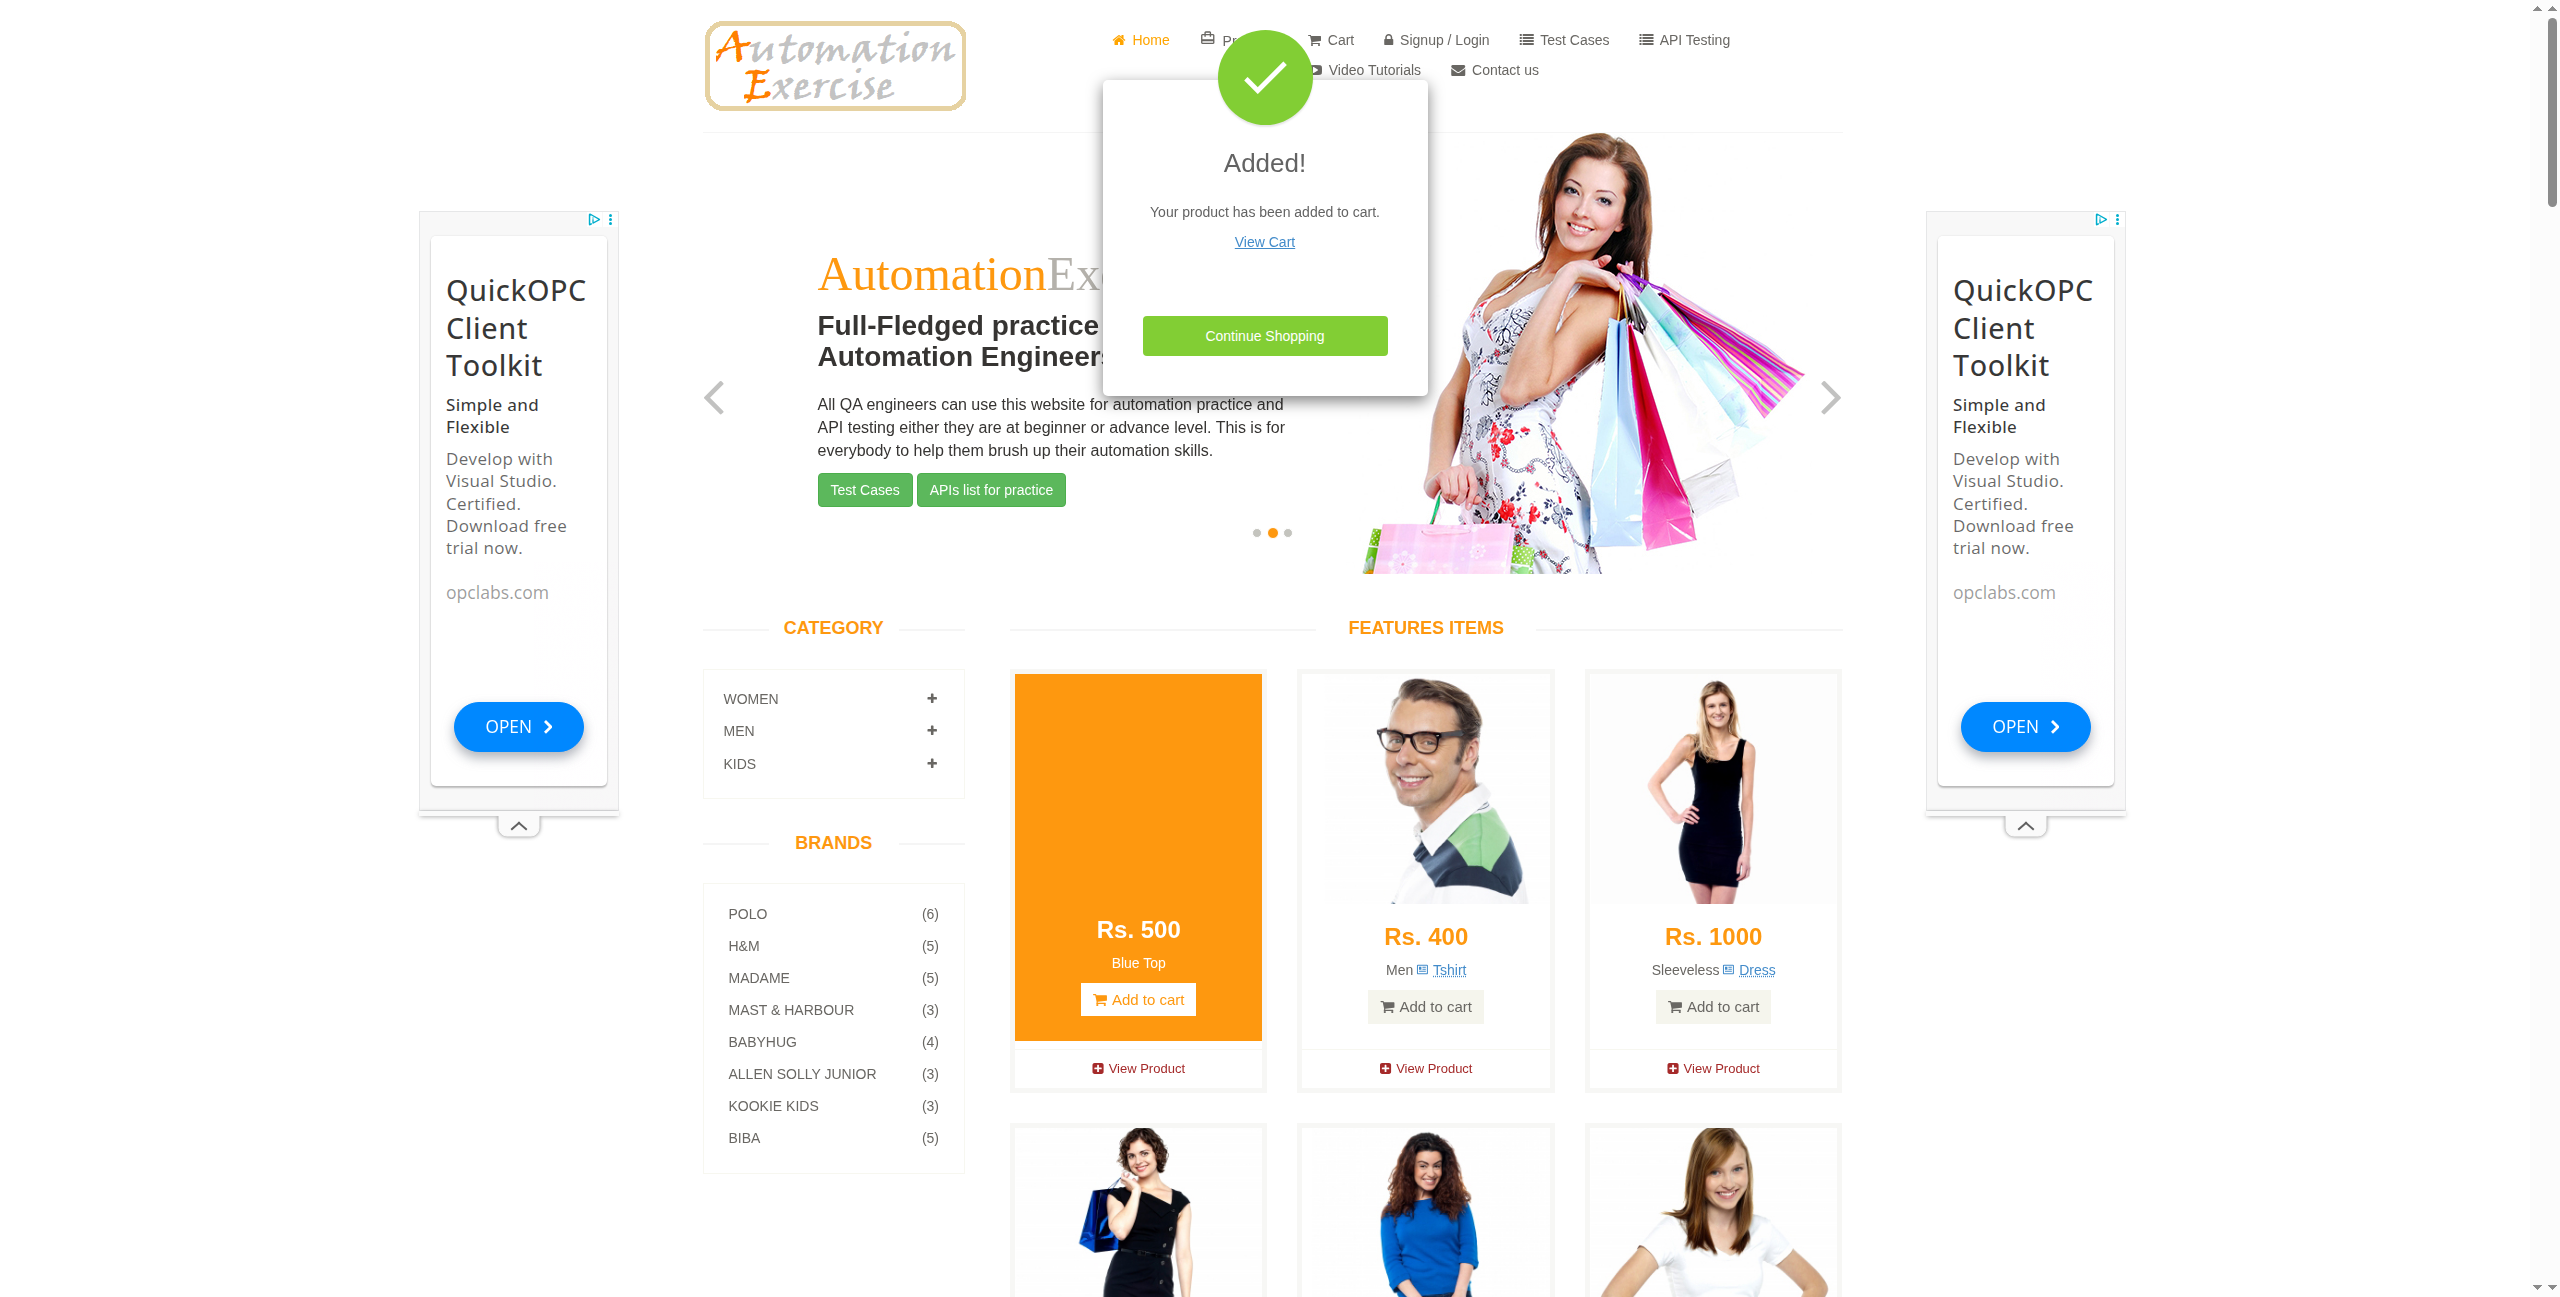 Automation
Exercise
Home
Cart
Signup / Login
Test Cases
API Testing
Video Tutorials
Contact us
Added!
Your product has been added to cart.
View Cart
Continue Shopping
Automation
Full-Fledged practice
Automation Engineers
All QA engineers can use this website for automation practice and
API testing either they are at beginner or advance level. This is for
everybody to help them brush up their automation skills.
Test Cases
APIs list for practice
QuickOPC
Client
Toolkit
Simple and
Flexible
Develop with
Visual Studio.
Certified.
Download free
trial now.
opclabs.com
OPEN
QuickOPC
Client
Toolkit
Simple and
Flexible
Develop with
Visual Studio.
Certified.
Download free
trial now.
opclabs.com
OPEN
CATEGORY
WOMEN
MEN
KIDS
BRANDS
POLO (6)
H&M (5)
MADAME (5)
MAST & HARBOUR (3)
BABYHUG (4)
ALLEN SOLLY JUNIOR (3)
KOOKIE KIDS (3)
BIBA (5)
FEATURES ITEMS
Rs. 500
Blue Top
Add to cart
View Product
Rs. 400
Men Tshirt
Add to cart
View Product
Rs. 1000
Sleeveless Dress
Add to cart
View Product